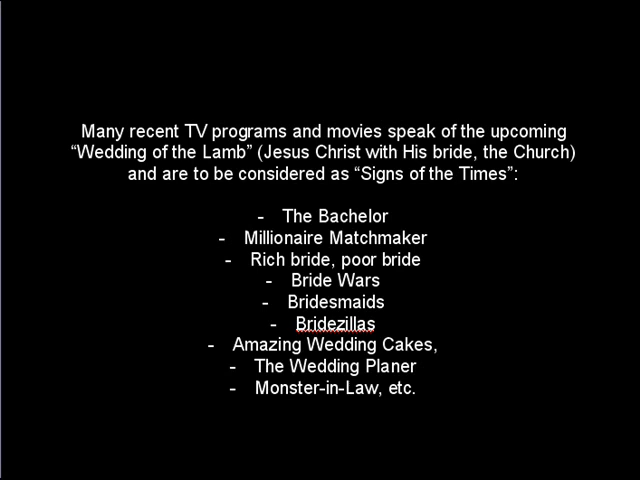 Many recent TV programs and movies speak of the upcoming
“Wedding of the Lamb” (Jesus Christ with His bride, the Church)
and are to be considered as “Signs of the Times”:
- The Bachelor
- Millionaire Matchmaker
- Rich bride, poor bride
- Bride Wars
- Bridesmaids
- Bridezillas
- Amazing Wedding Cakes,
- The Wedding Planer
- Monster-in-Law, etc.